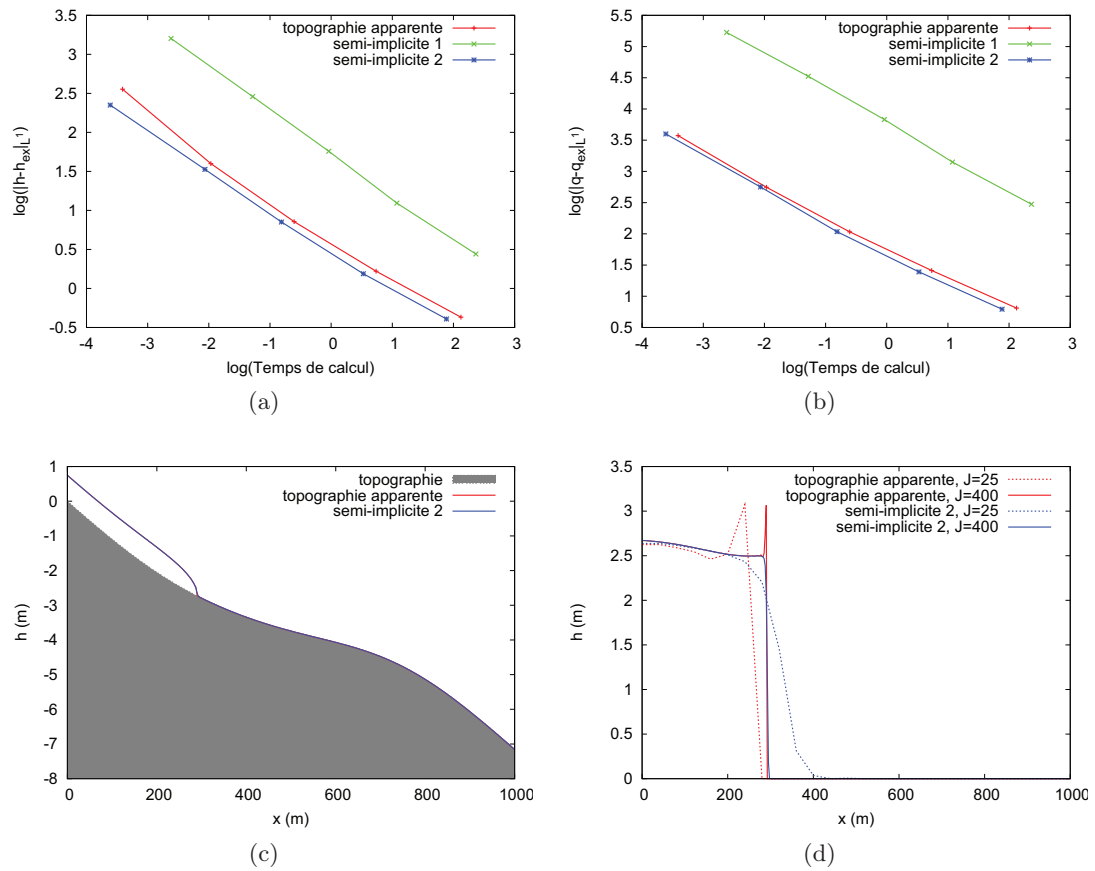 topographie apparente
semi-implicite 1
semi-implicite 2
3.5
3
2.5
2
1.5
1
0.5
0
-0.5
log(|h-h_ex|_L^1)
-4
-3
-2
-1
0
1
2
3
log(Temps de calcul)
(a)
topographie apparente
semi-implicite 1
semi-implicite 2
5.5
5
4.5
4
3.5
3
2.5
2
1.5
1
0.5
log(|q-q_ex|_L^1)
-4
-3
-2
-1
0
1
2
3
log(Temps de calcul)
(b)
topographie
topographie apparente
semi-implicite 2
1
0
-1
-2
-3
-4
-5
-6
-7
-8
h (m)
0
200
400
600
800
1000
x (m)
(c)
topographie apparente, J=25
topographie apparente, J=400
semi-implicite 2, J=25
semi-implicite 2, J=400
3.5
3
2.5
2
1.5
1
0.5
0
h (m)
0
200
400
600
800
1000
x (m)
(d)